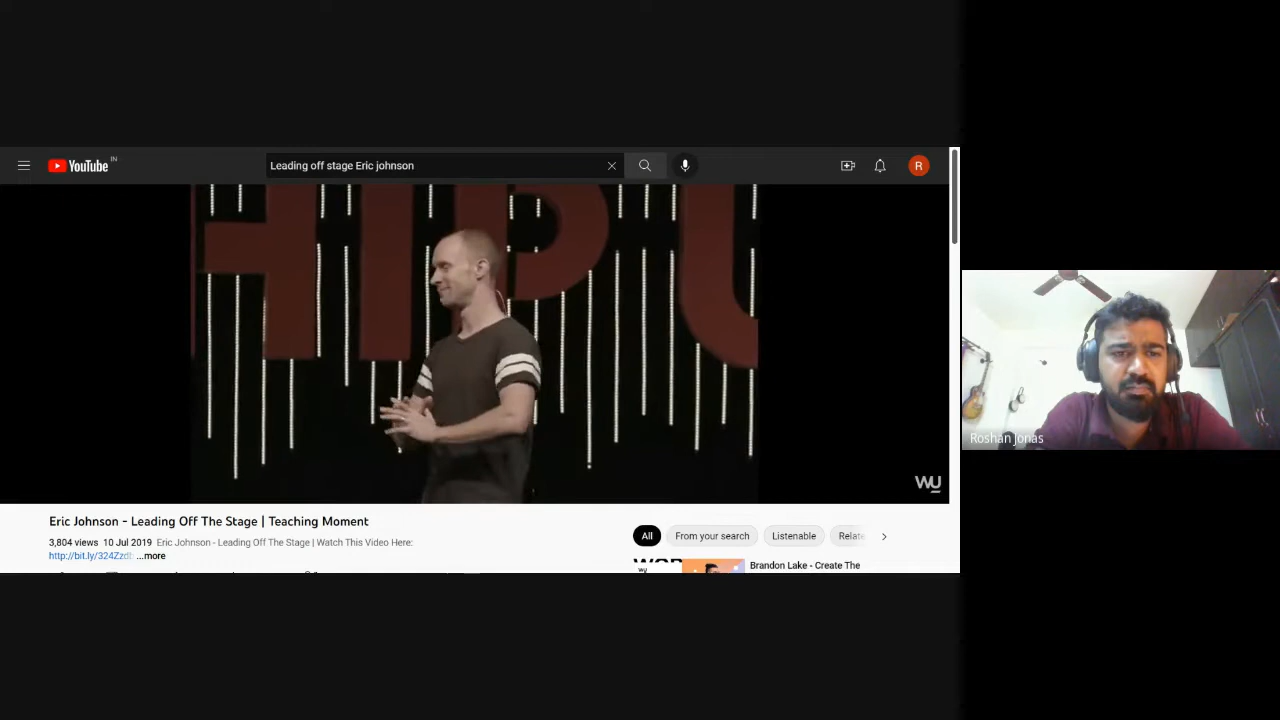 YouTube IN
Leading off stage Eric johnson
R
HIP
WU
Roshan Jonas
Eric Johnson - Leading Off The Stage | Teaching Moment
3,804 views 10 Jul 2019 Eric Johnson - Leading Off The Stage | Watch This Video Here:
...more
All
From your search
Listenable
Brandon Lake - Create The